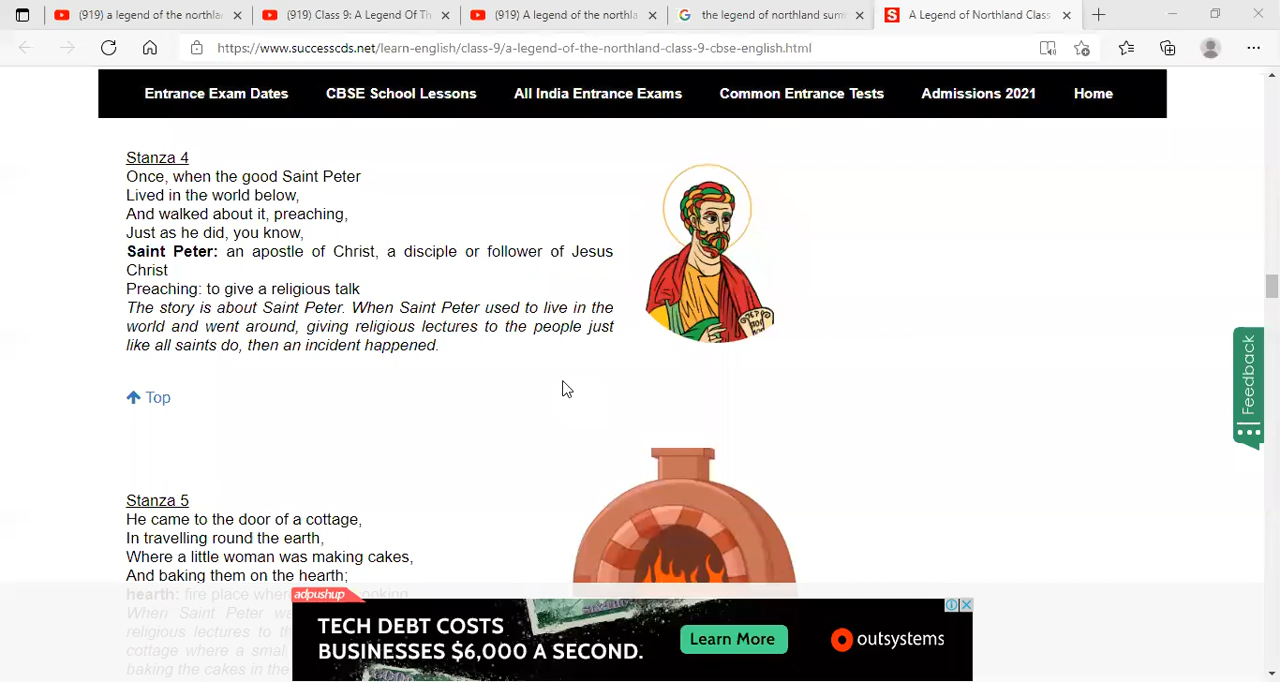 (919) a legend of the northla
(919) Class 9: A Legend Of Th
(919) A legend of the northla
the legend of northland sum
A Legend of Northland Class
https://www.successcds.net/learn-english/class-9/a-legend-of-the-northland-class-9-cbse-english.html
Entrance Exam Dates CBSE School Lessons All India Entrance Exams Common Entrance Tests Admissions 2021 Home
Stanza 4
Once, when the good Saint Peter
Lived in the world below,
And walked about it, preaching,
Just as he did, you know,
Saint Peter: an apostle of Christ, a disciple or follower of Jesus
Christ
Preaching: to give a religious talk
The story is about Saint Peter. When Saint Peter used to live in the
world and went around, giving religious lectures to the people just
like all saints do, then an incident happened.
Top
Feedback
Stanza 5
He came to the door of a cottage,
In travelling round the earth,
Where a little woman was making cakes,
And baking them on the hearth;
hearth: fire place where cooking
When Saint Peter wa
religious lectures to th
cottage where a smal
baking the cakes in the
adpushup
TECH DEBT COSTS
BUSINESSES $6,000 A SECOND.
Learn More
outsystems